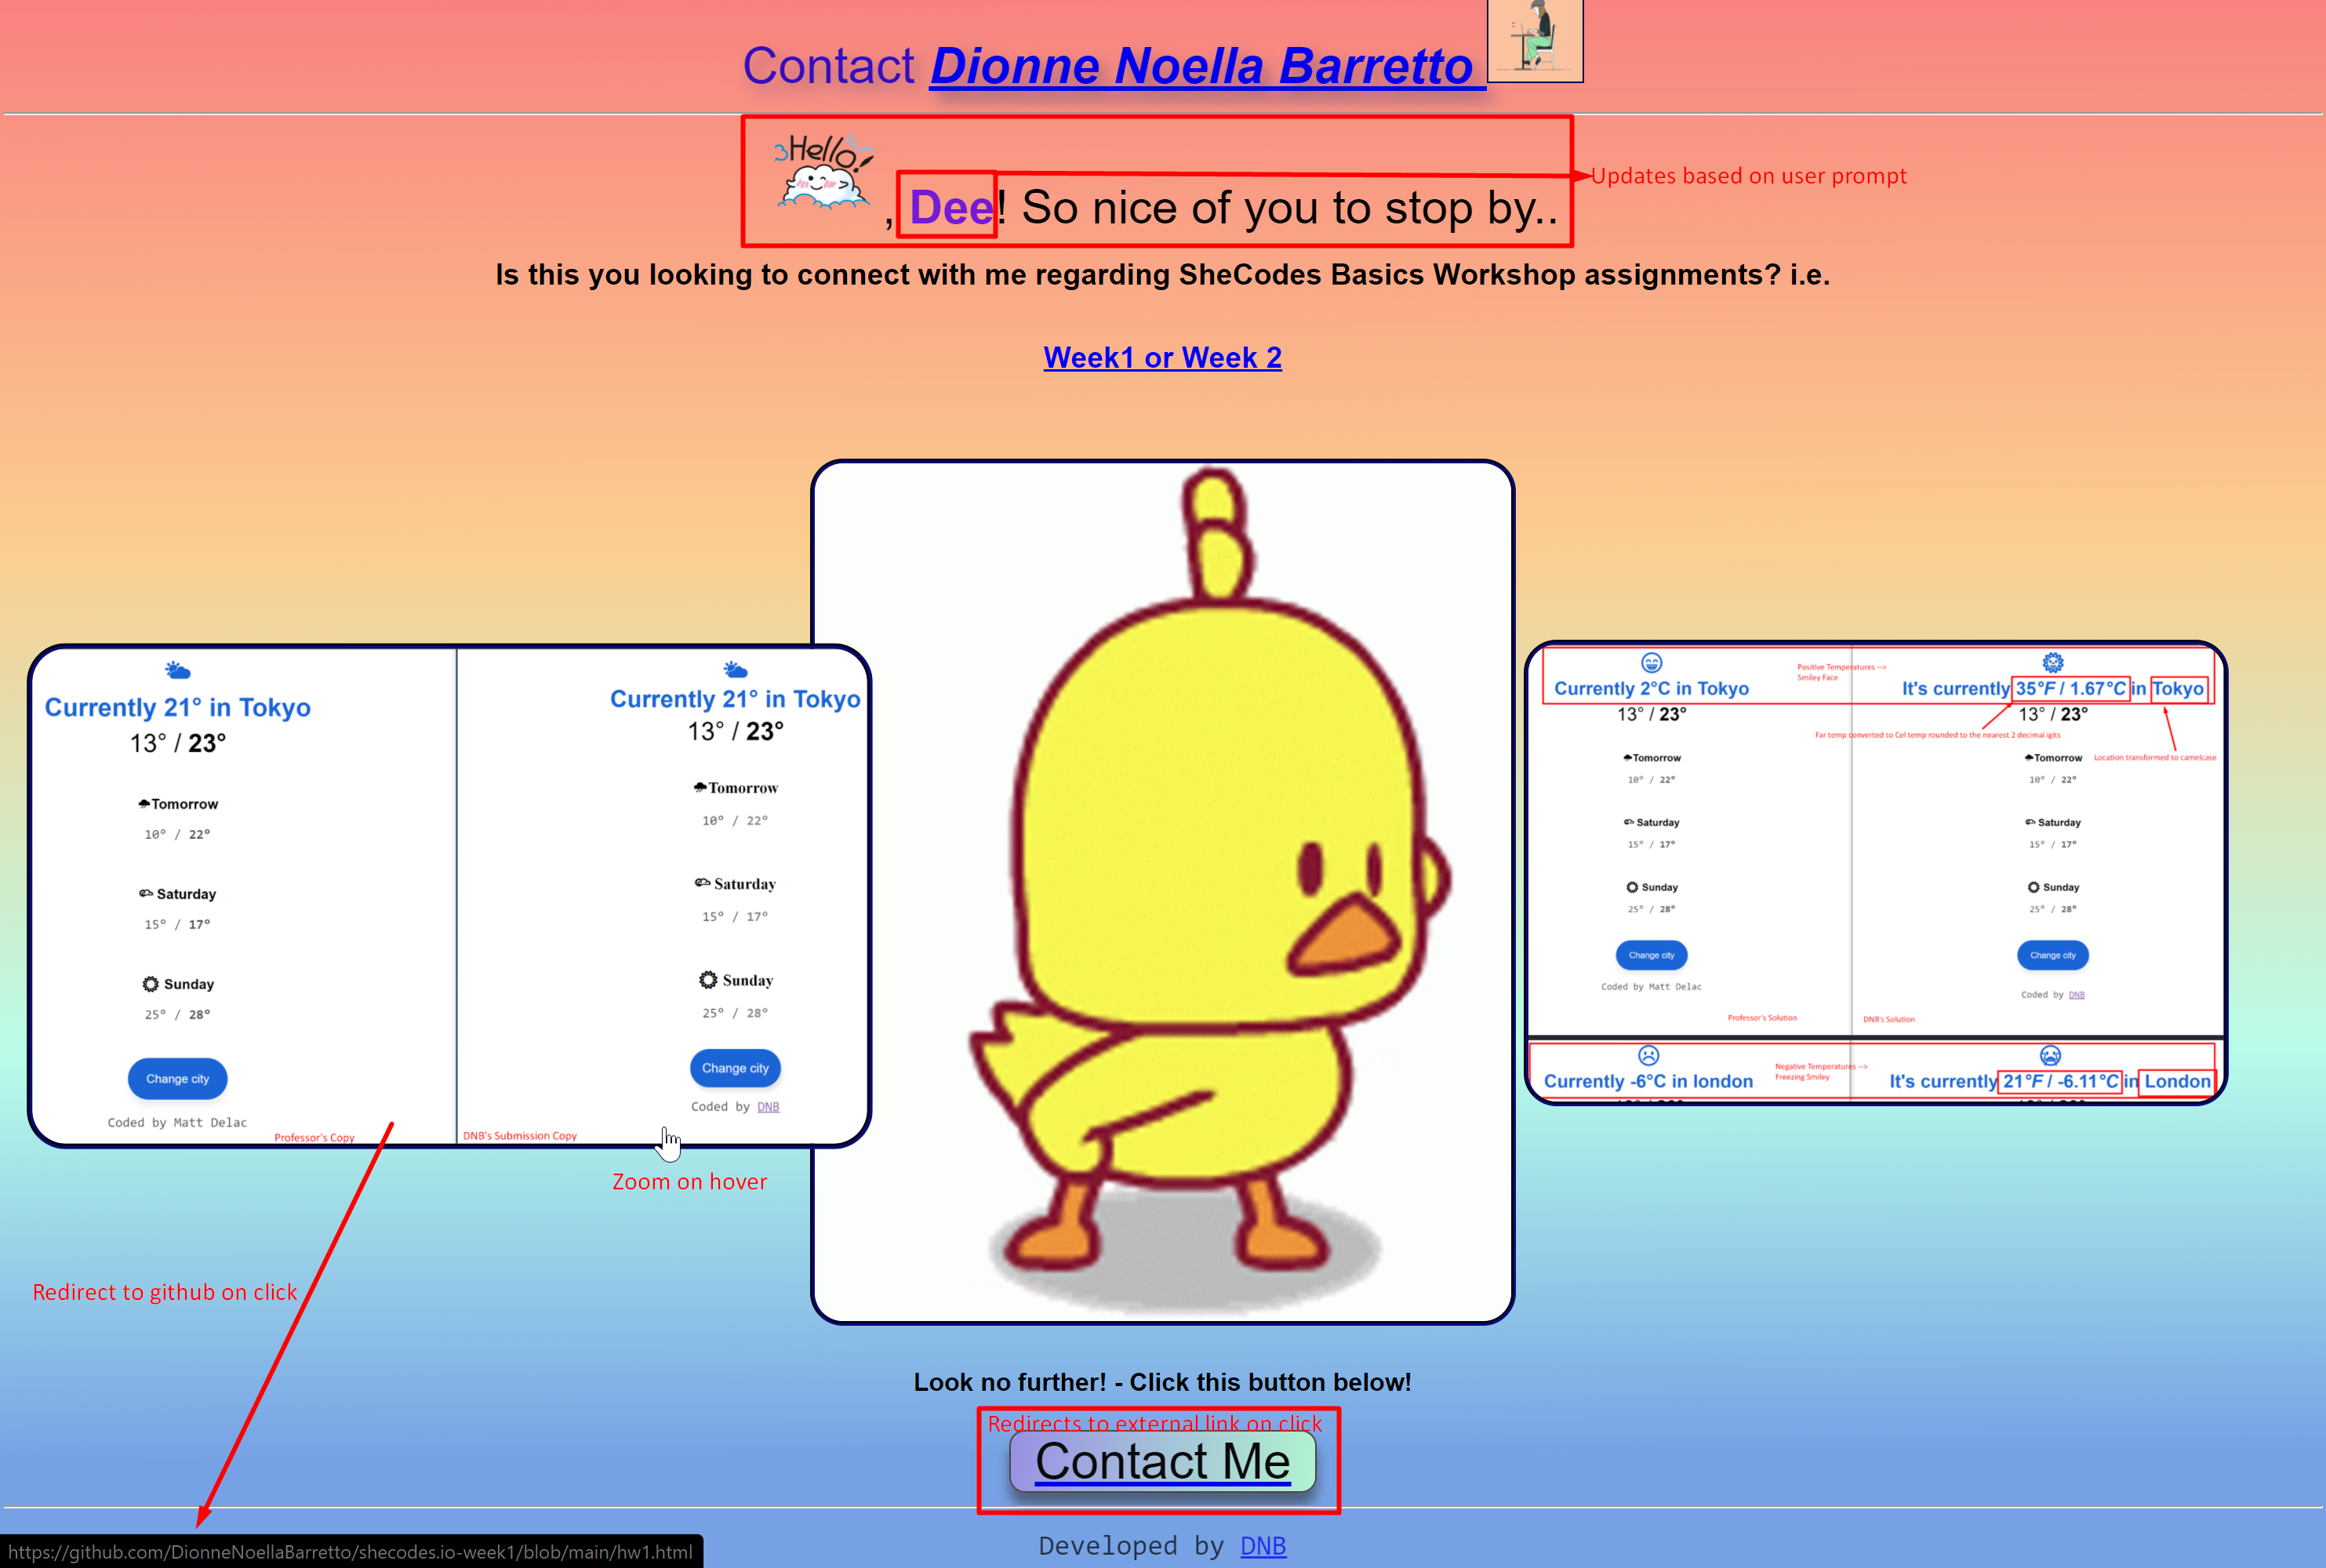 Contact Dionne Noella Barretto
Hello!
, Dee! So nice of you to stop by..
Updates based on user prompt
Is this you looking to connect with me regarding SheCodes Basics Workshop assignments? i.e.
Week1 or Week 2
Currently 21° in Tokyo
13° / 23°
Tomorrow
10° / 22°
Saturday
15° / 17°
Sunday
25° / 28°
Change city
Coded by Matt Delac
Professor's Copy
Currently 21° in Tokyo
13° / 23°
Tomorrow
10° / 22°
Saturday
15° / 17°
Sunday
25° / 28°
Change city
Coded by DNB
DNB's Submission Copy
Zoom on hover
Redirect to github on click
Currently 2°C in Tokyo
13° / 23°
Tomorrow
10° / 22°
Saturday
15° / 17°
Sunday
25° / 28°
Change city
Coded by Matt Delac
Professor's Solution
Positive Temperatures -->
Smiley Face
It's currently 35°F / 1.67°C in Tokyo
13° / 23°
Far temp converted to Cel temp rounded to the nearest 2 decimal igits
Location transformed to camelcase
Tomorrow
10° / 22°
Saturday
15° / 17°
Sunday
25° / 28°
Change city
Coded by DNB
DNB's Solution
Currently -6°C in london
Negative Temperatures -->
Freezing Smiley
It's currently 21°F / -6.11°C in London
Look no further! - Click this button below!
Redirects to external link on click
Contact Me
Developed by DNB
https://github.com/DionneNoellaBarretto/shecodes.io-week1/blob/main/hw1.html